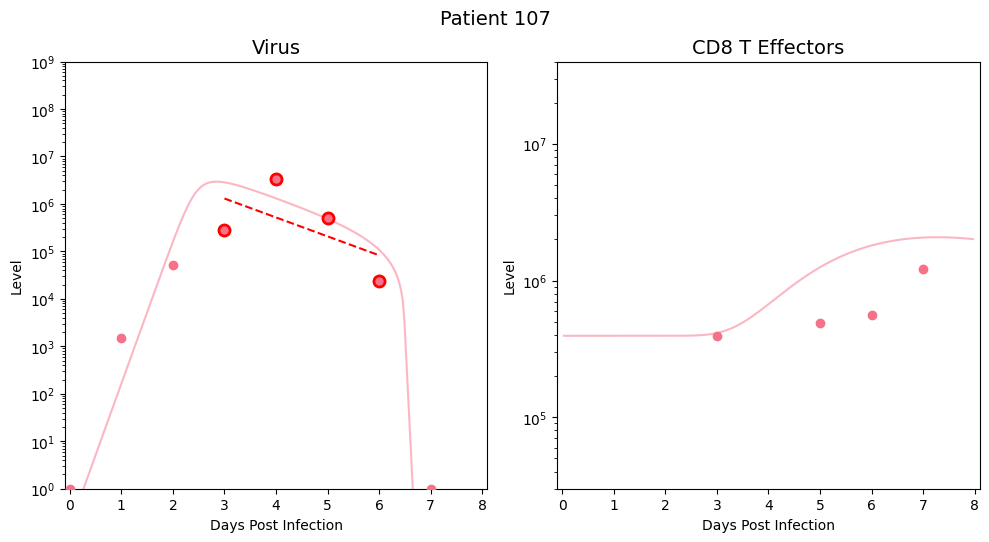 Patient 107
Virus
CD8 T Effectors
Level
10^9
10^8
10^7
10^6
10^5
10^4
10^3
10^2
10^1
10^0
0 1 2 3 4 5 6 7 8
Days Post Infection
Level
10^7
10^6
10^5
0 1 2 3 4 5 6 7 8
Days Post Infection